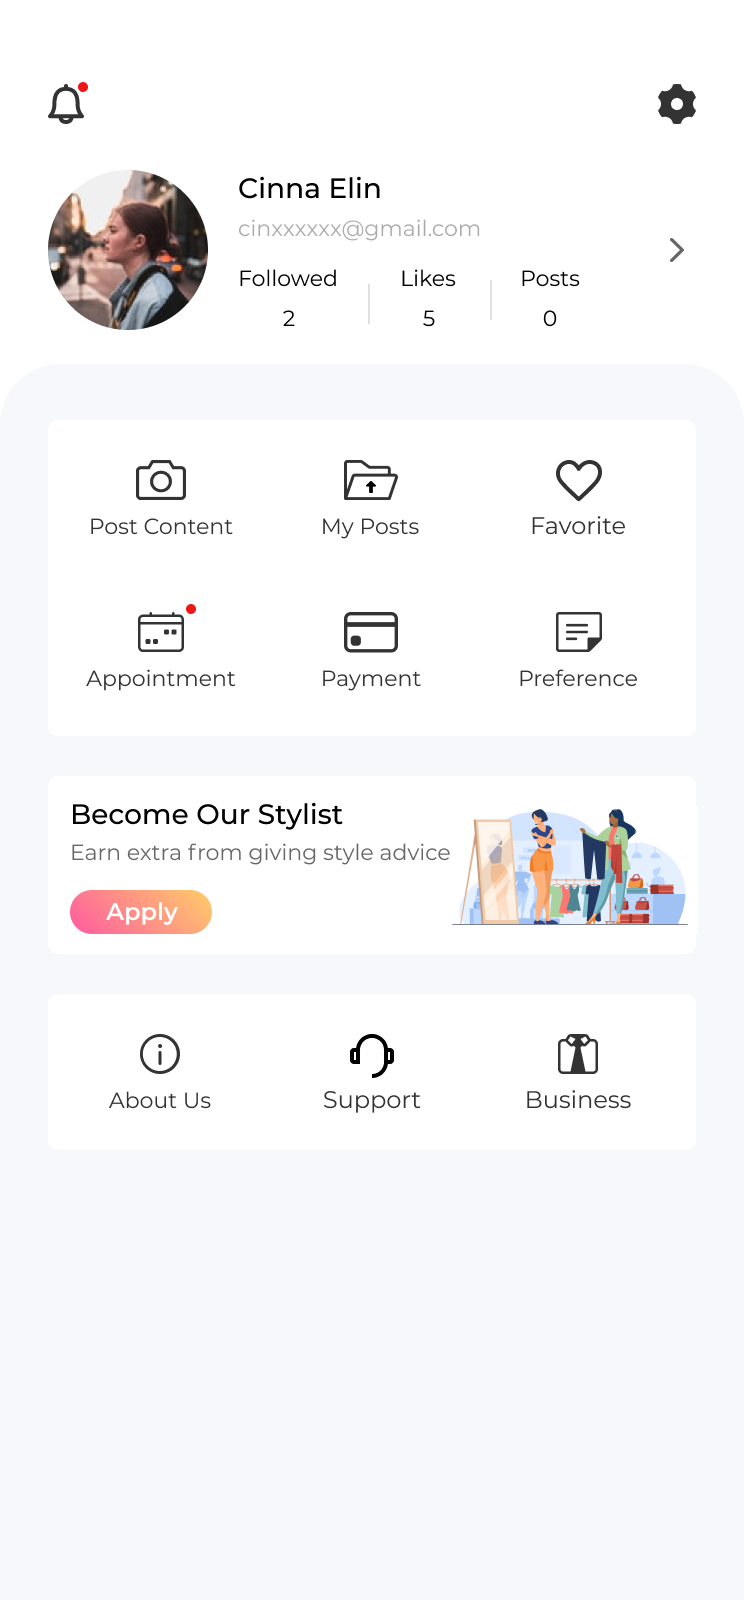 Cinna Elin
cinxxxxxx@gmail.com
Followed Likes Posts
2 5 0
Post Content My Posts Favorite
Appointment Payment Preference
Become Our Stylist
Earn extra from giving style advice
Apply
About Us Support Business